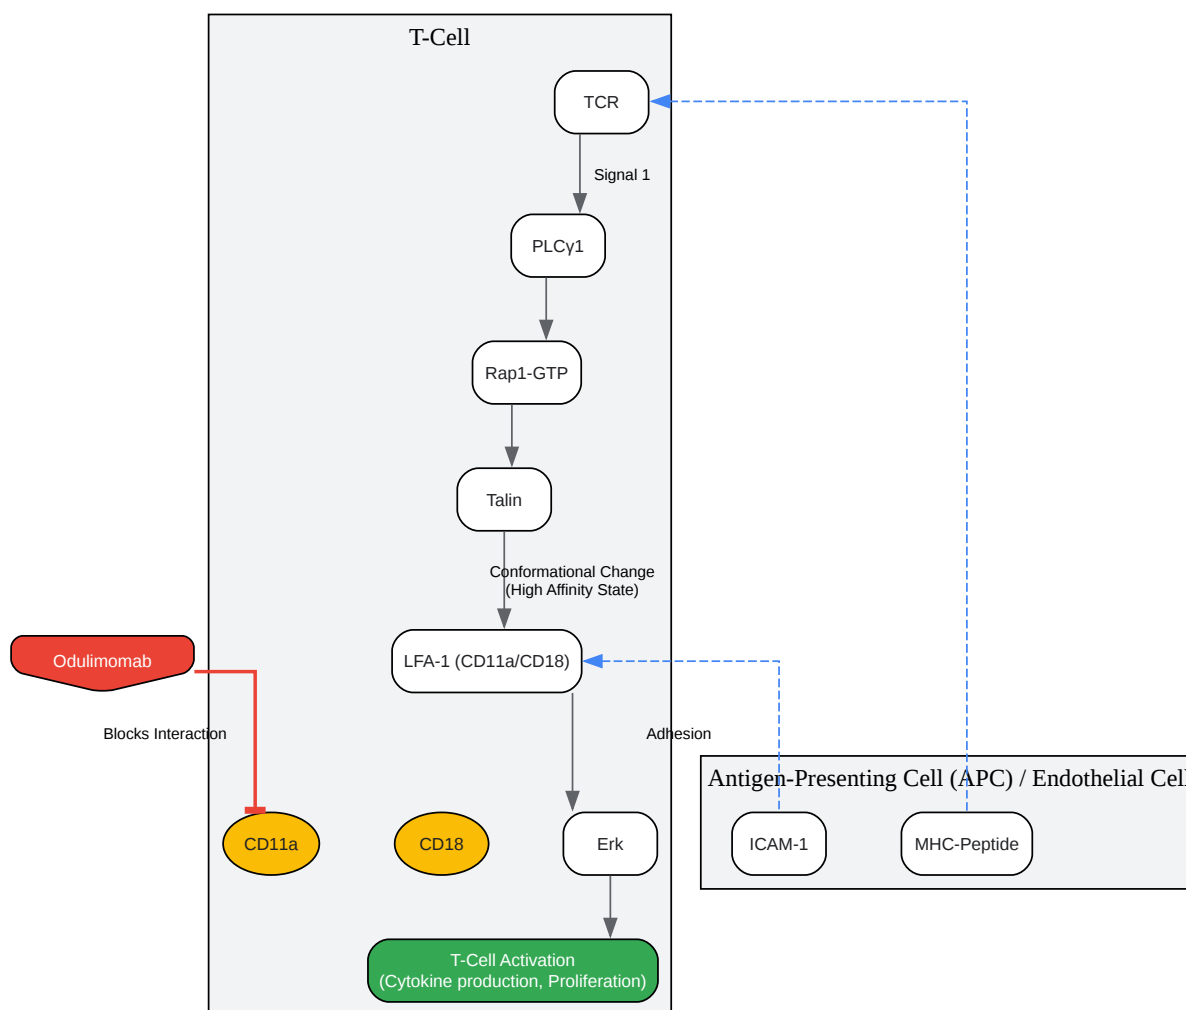 T-Cell
TCR
Signal 1
PLCγ1
Rap1-GTP
Talin
Conformational Change
(High Affinity State)
Odulimomab
LFA-1 (CD11a/CD18)
Blocks Interaction
Adhesion
Antigen-Presenting Cell (APC) / Endothelial Cell
CD11a
CD18
Erk
ICAM-1
MHC-Peptide
T-Cell Activation
(Cytokine production, Proliferation)